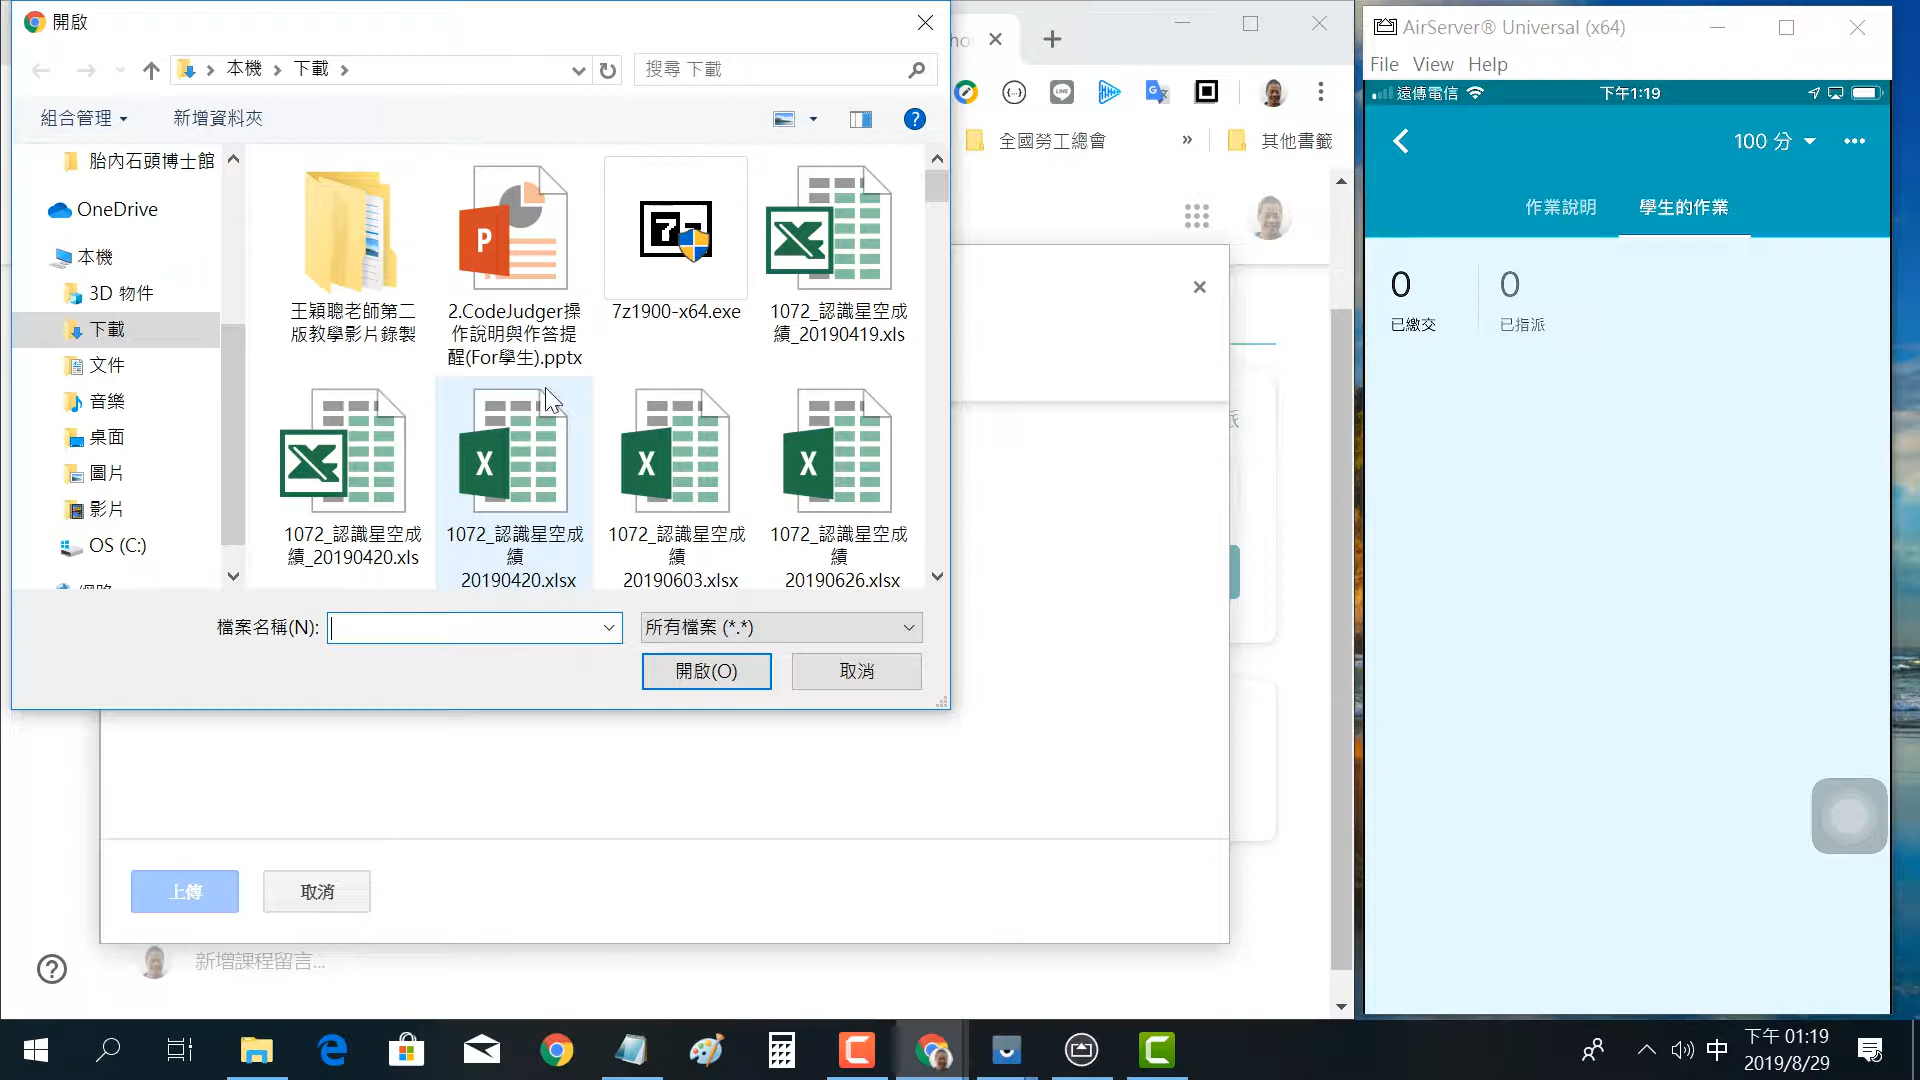 開啟
本機
下載
搜尋 下載
組合管理
新增資料夾
胎內石頭博士館
OneDrive
本機
3D 物件
下載
文件
音樂
桌面
圖片
影片
OS (C:)
王穎聰老師第二
版教學影片錄製
2.CodeJudger操
作說明與作答提
醒(For學生).pptx
7z1900-x64.exe
1072_認識星空成
績_20190419.xls
1072_認識星空成
績_20190420.xls
1072_認識星空成
績
20190420.xlsx
1072_認識星空成
績
20190603.xlsx
1072_認識星空成
績
20190626.xlsx
檔案名稱(N):
所有檔案 (*.*)
開啟(O)
取消
全國勞工總會
»
其他書籤
派
上傳
取消
新增課程留言...
AirServer® Universal (x64)
File View Help
遠傳電信
下午1:19
100 分
作業說明
學生的作業
0
已繳交
0
已指派
中
下午 01:19
2019/8/29